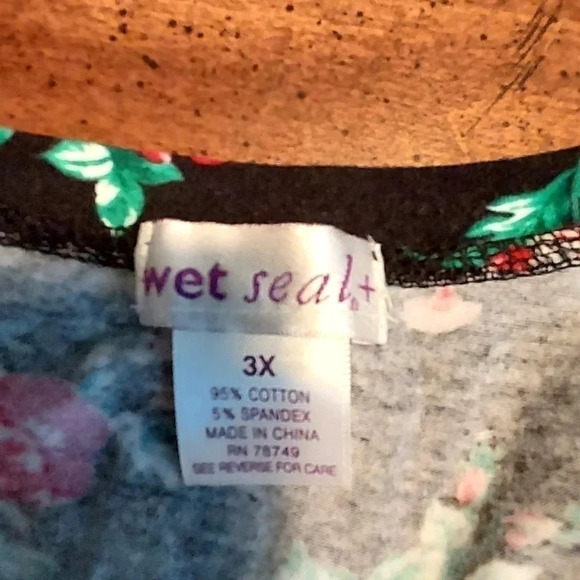 wet seal.+
3X
95% COTTON
5% SPANDEX
MADE IN CHINA
RN 78749
SEE REVERSE FOR CARE